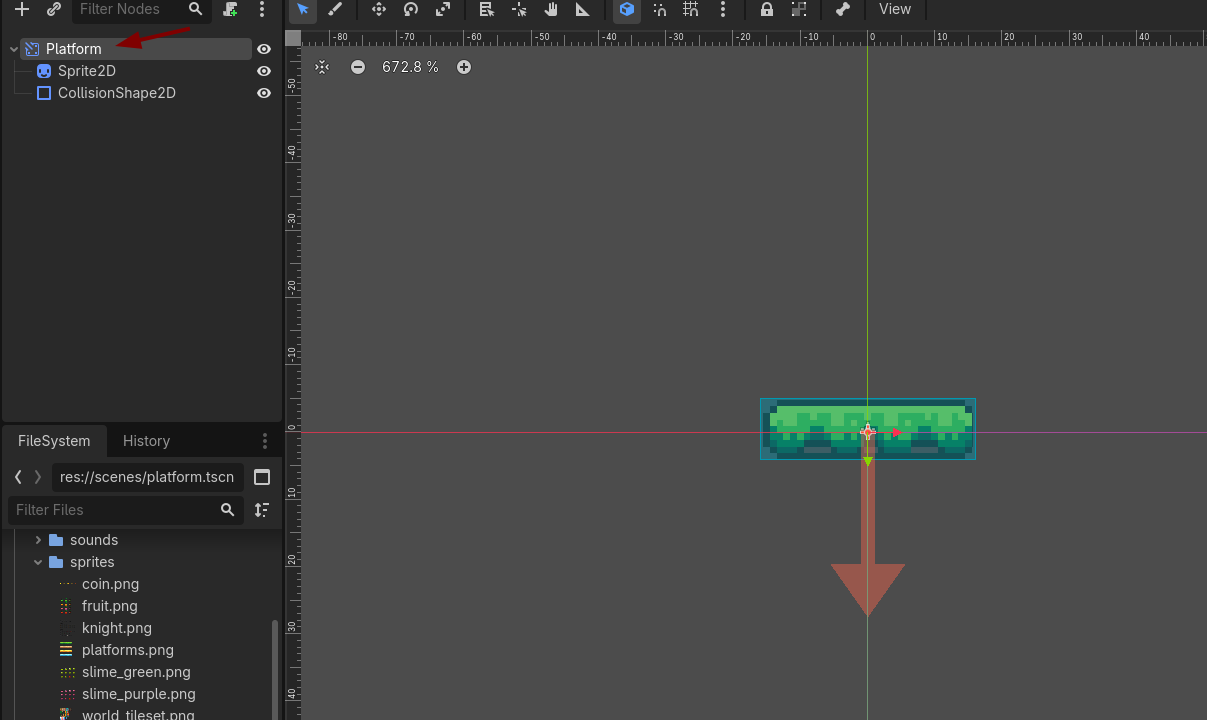 Filter Nodes
View
Platform
Sprite2D
CollisionShape2D
-80 -70 -60 -50 -40 -30 -20 -10 0 10 20 30 40
672.8 %
-50
-40
-30
-20
-10
0
10
20
30
40
FileSystem History
res://scenes/platform.tscn
Filter Files
sounds
sprites
coin.png
fruit.png
knight.png
platforms.png
slime_green.png
slime_purple.png
world_tileset.png